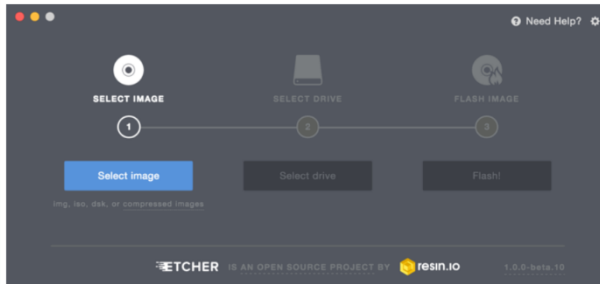 Need Help?
SELECT IMAGE
SELECT DRIVE
FLASH IMAGE
1
2
3
Select image
Select drive
Flash!
img, iso, dsk, or compressed images
ETCHER IS AN OPEN SOURCE PROJECT BY resin.io 1.0.0-beta.10